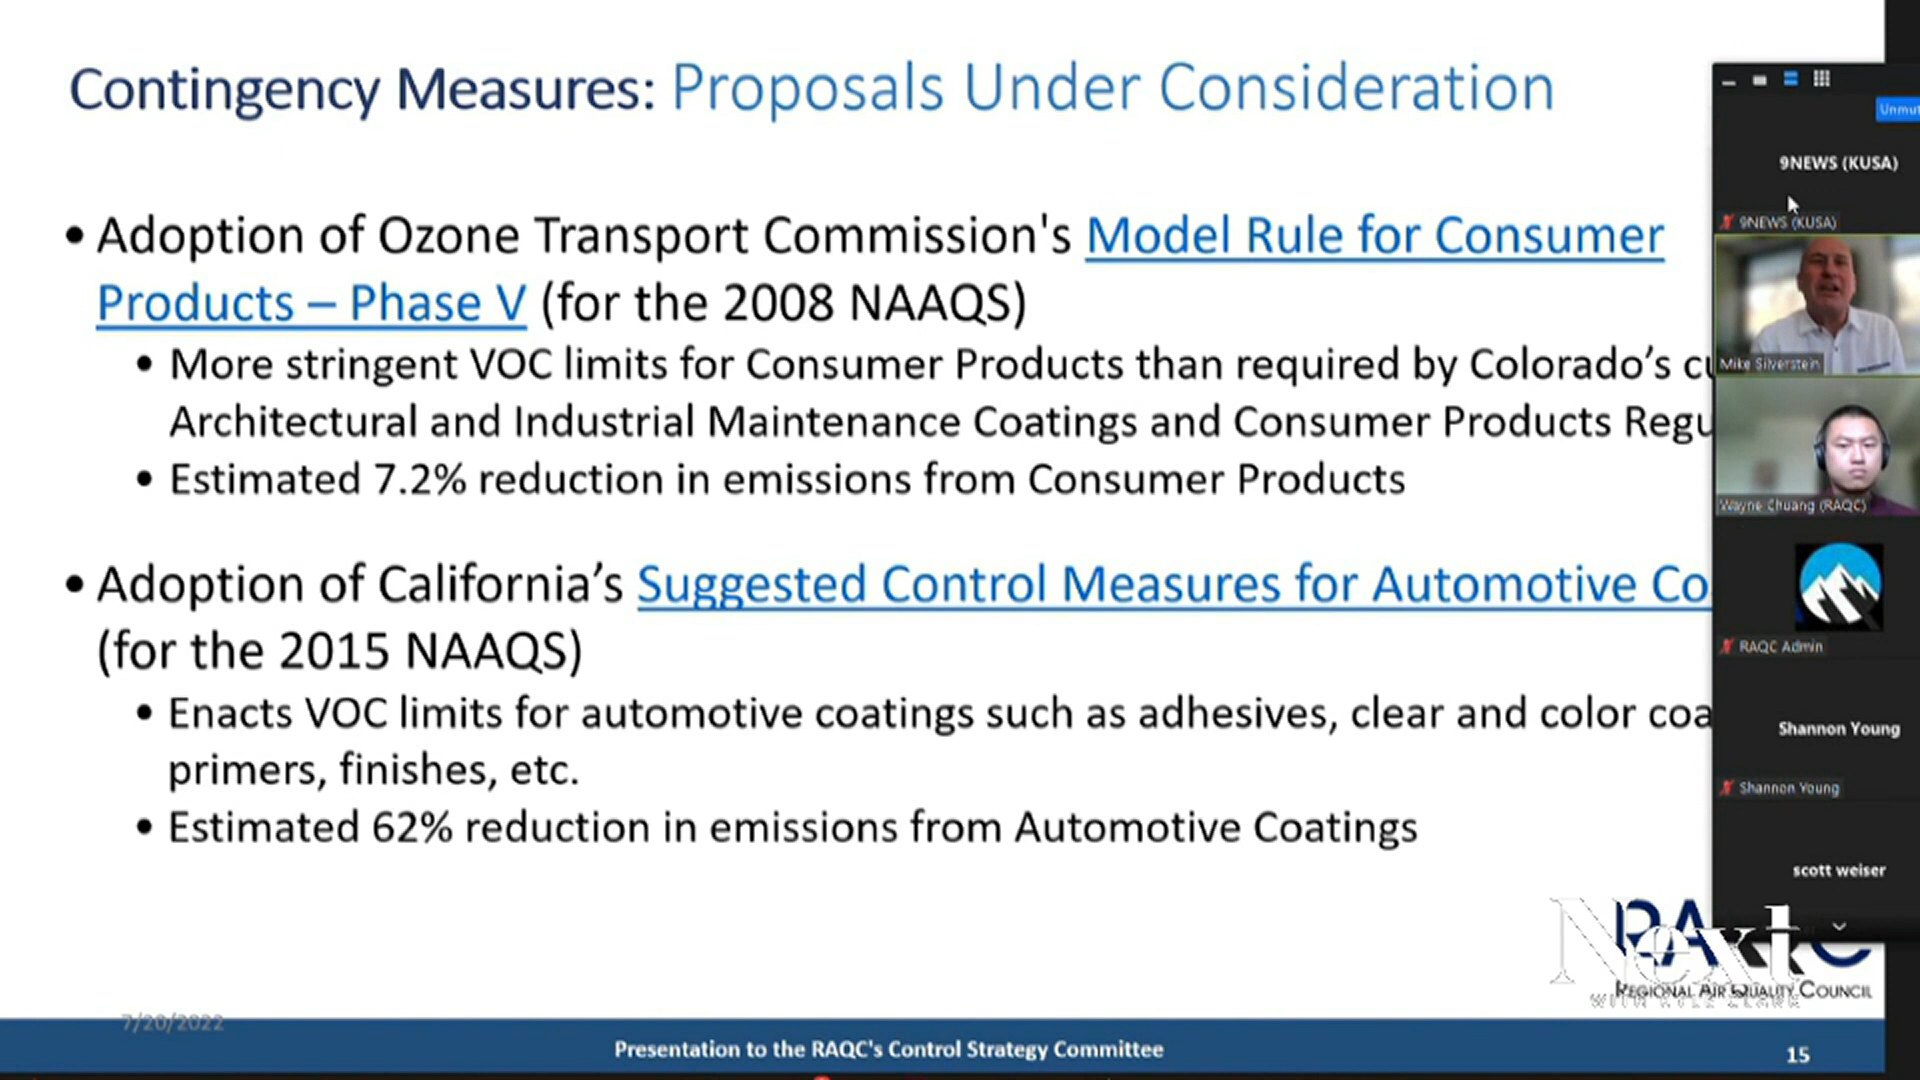 Contingency Measures: Proposals Under Consideration
• Adoption of Ozone Transport Commission's Model Rule for Consumer
Products – Phase V (for the 2008 NAAQS)
• More stringent VOC limits for Consumer Products than required by Colorado’s cu
Architectural and Industrial Maintenance Coatings and Consumer Products Regu
• Estimated 7.2% reduction in emissions from Consumer Products
• Adoption of California’s Suggested Control Measures for Automotive Co
(for the 2015 NAAQS)
• Enacts VOC limits for automotive coatings such as adhesives, clear and color coa
primers, finishes, etc.
• Estimated 62% reduction in emissions from Automotive Coatings
Unmut
9NEWS (KUSA)
9NEWS (KUSA)
Mike Silverstein
Wayne Chuang (RAQC)
RAQC Admin
Shannon Young
Shannon Young
scott weiser
Next
REGIONAL AIR QUALITY COUNCIL
7/20/2022
Presentation to the RAQC's Control Strategy Committee
15